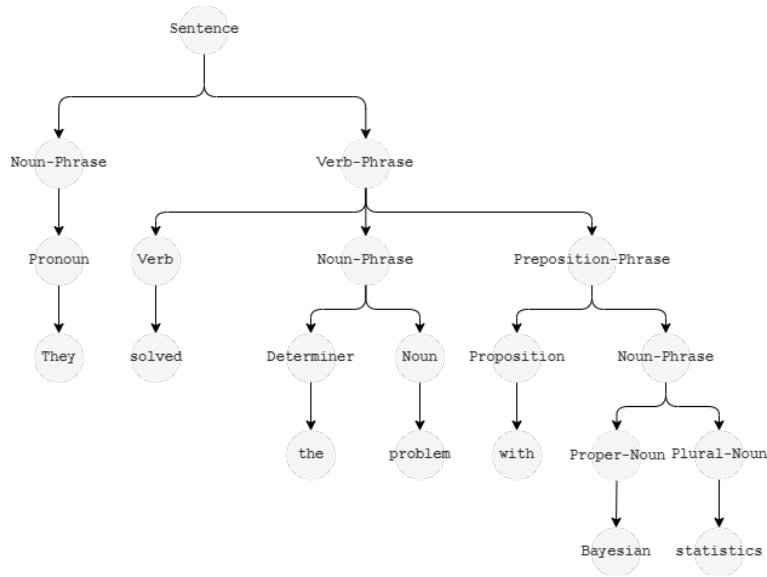 Sentence
Noun-Phrase Verb-Phrase
Pronoun Verb Noun-Phrase Preposition-Phrase
They solved Determiner Noun Proposition Noun-Phrase
the problem with Proper-Noun Plural-Noun
Bayesian statistics